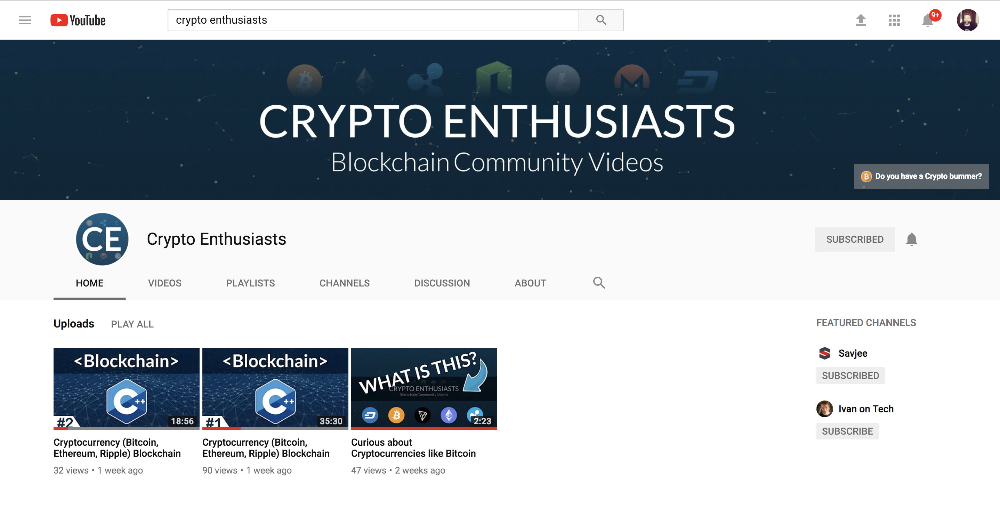 YouTube
crypto enthusiasts
9+
CRYPTO ENTHUSIASTS
Blockchain Community Videos
Do you have a Crypto bummer?
CE
Crypto Enthusiasts
SUBSCRIBED
HOME VIDEOS PLAYLISTS CHANNELS DISCUSSION ABOUT
Uploads PLAY ALL
<Blockchain>
C++
#2
18:56
Cryptocurrency (Bitcoin,
Ethereum, Ripple) Blockchain
32 views • 1 week ago
<Blockchain>
C++
#1
35:30
Cryptocurrency (Bitcoin,
Ethereum, Ripple) Blockchain
90 views • 1 week ago
WHAT IS THIS?
CRYPTO ENTHUSIASTS
Blockchain Community Videos
2:23
Curious about
Cryptocurrencies like Bitcoin
47 views • 2 weeks ago
FEATURED CHANNELS
Savjee
SUBSCRIBED
Ivan on Tech
SUBSCRIBE